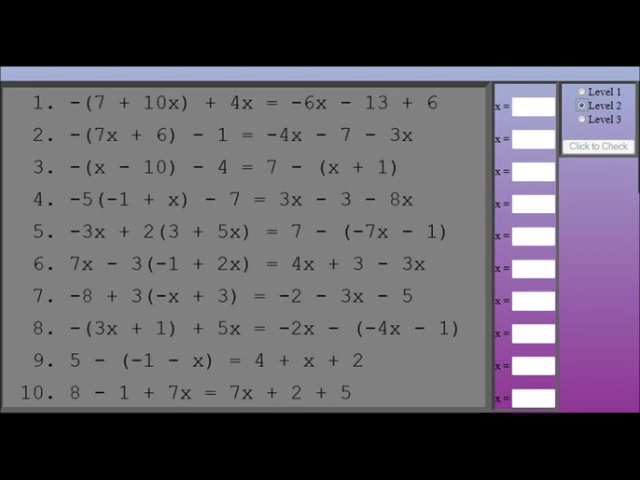 1. -(7 + 10x) + 4x = -6x - 13 + 6
2. -(7x + 6) - 1 = -4x - 7 - 3x
3. -(x - 10) - 4 = 7 - (x + 1)
4. -5(-1 + x) - 7 = 3x - 3 - 8x
5. -3x + 2(3 + 5x) = 7 - (-7x - 1)
6. 7x - 3(-1 + 2x) = 4x + 3 - 3x
7. -8 + 3(-x + 3) = -2 - 3x - 5
8. -(3x + 1) + 5x = -2x - (-4x - 1)
9. 5 - (-1 - x) = 4 + x + 2
10. 8 - 1 + 7x = 7x + 2 + 5
x =
x =
x =
x =
x =
x =
x =
x =
x =
x =
Level 1
Level 2
Level 3
Click to Check